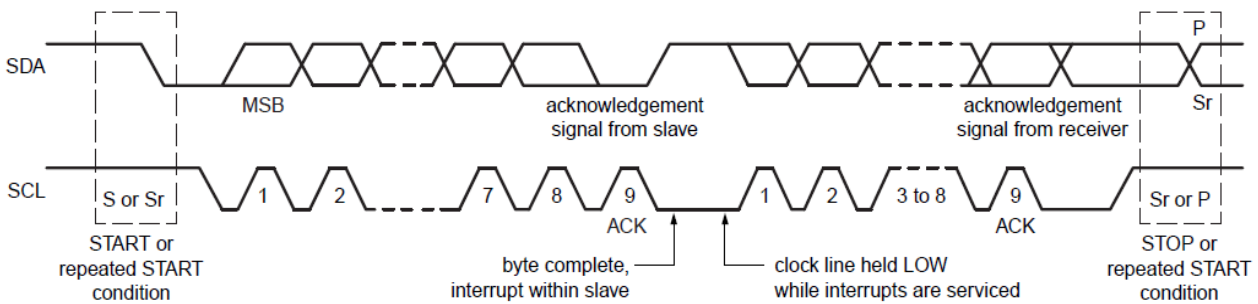 P
SDA
MSB
acknowledgement
signal from slave
acknowledgement
signal from receiver
Sr
SCL
S or Sr
1
2
7
8
9
1
2
3 to 8
9
Sr or P
ACK
ACK
START or
repeated START
condition
byte complete,
interrupt within slave
clock line held LOW
while interrupts are serviced
STOP or
repeated START
condition